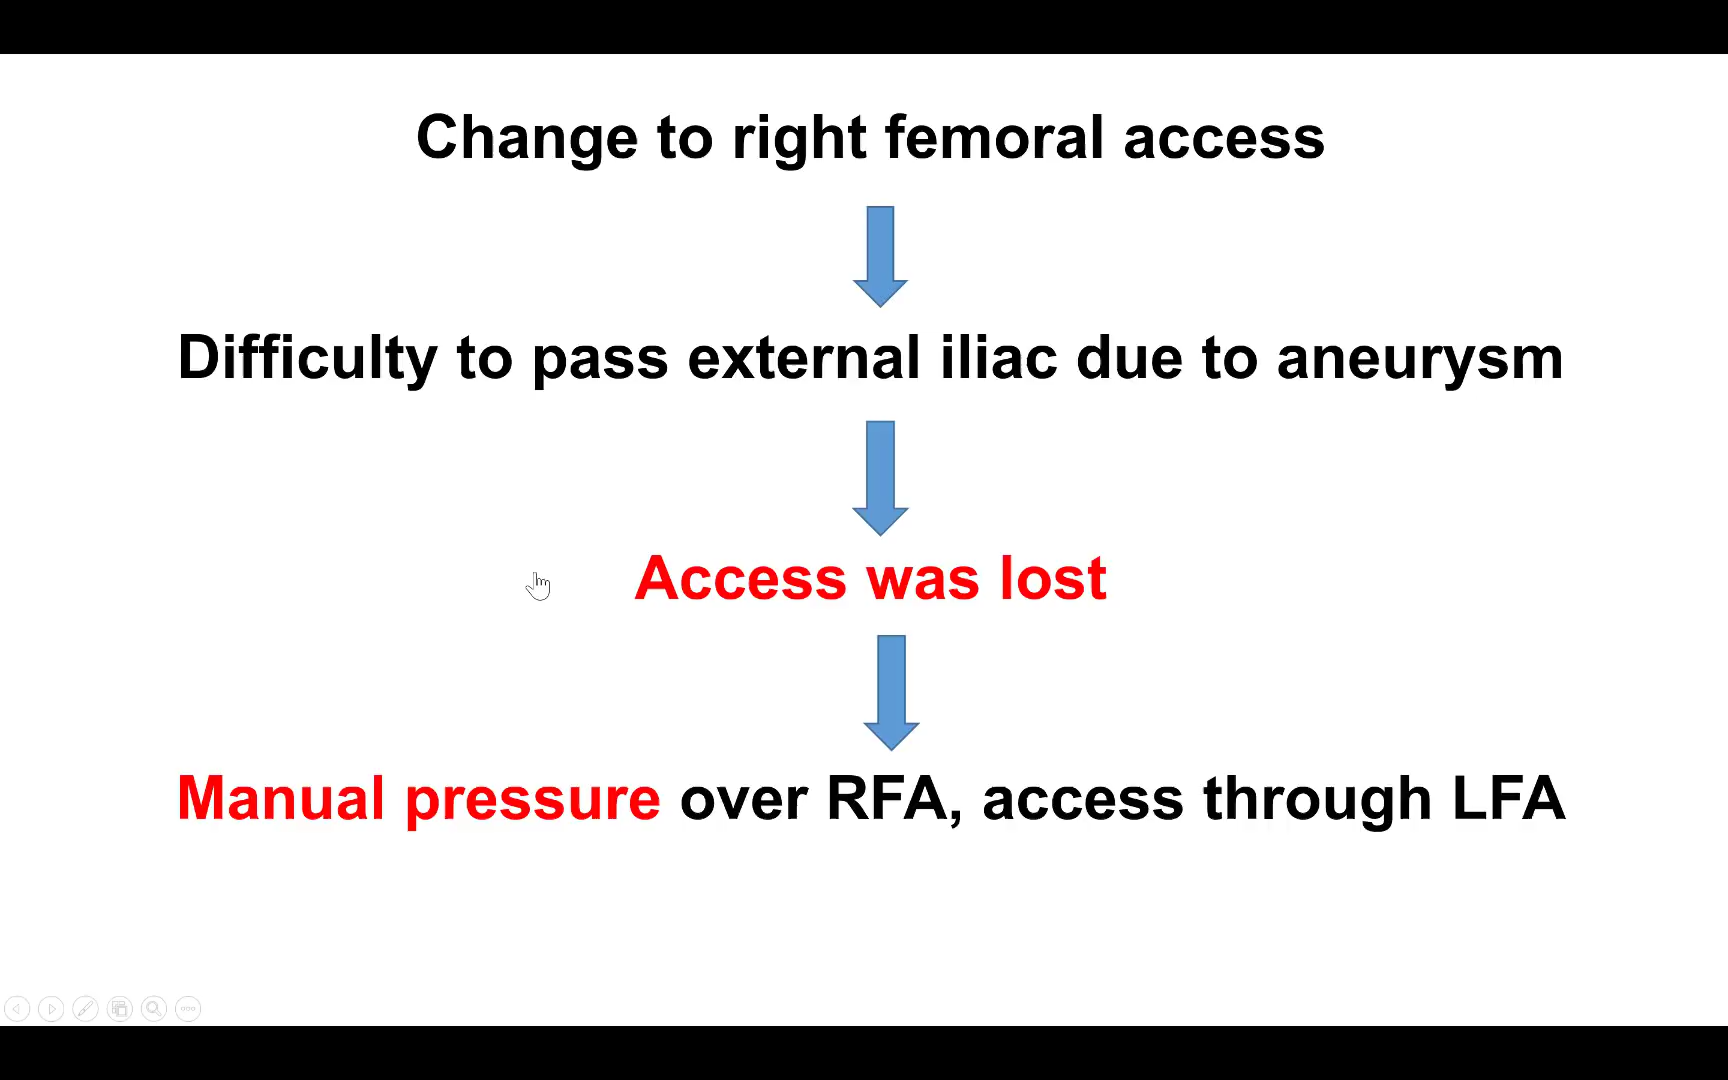 Change to right femoral access
Difficulty to pass external iliac due to aneurysm
Access was lost
Manual pressure over RFA, access through LFA